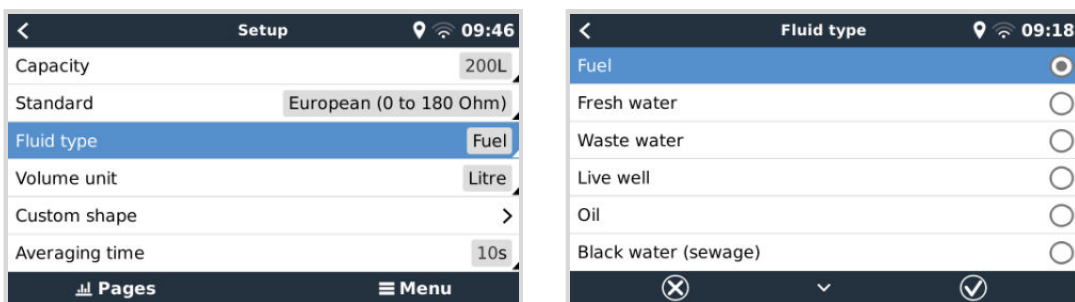 Setup 09:46
Capacity 200L
Standard European (0 to 180 Ohm)
Fluid type Fuel
Volume unit Litre
Custom shape
Averaging time 10s
Pages Menu
Fluid type 09:18
Fuel
Fresh water
Waste water
Live well
Oil
Black water (sewage)